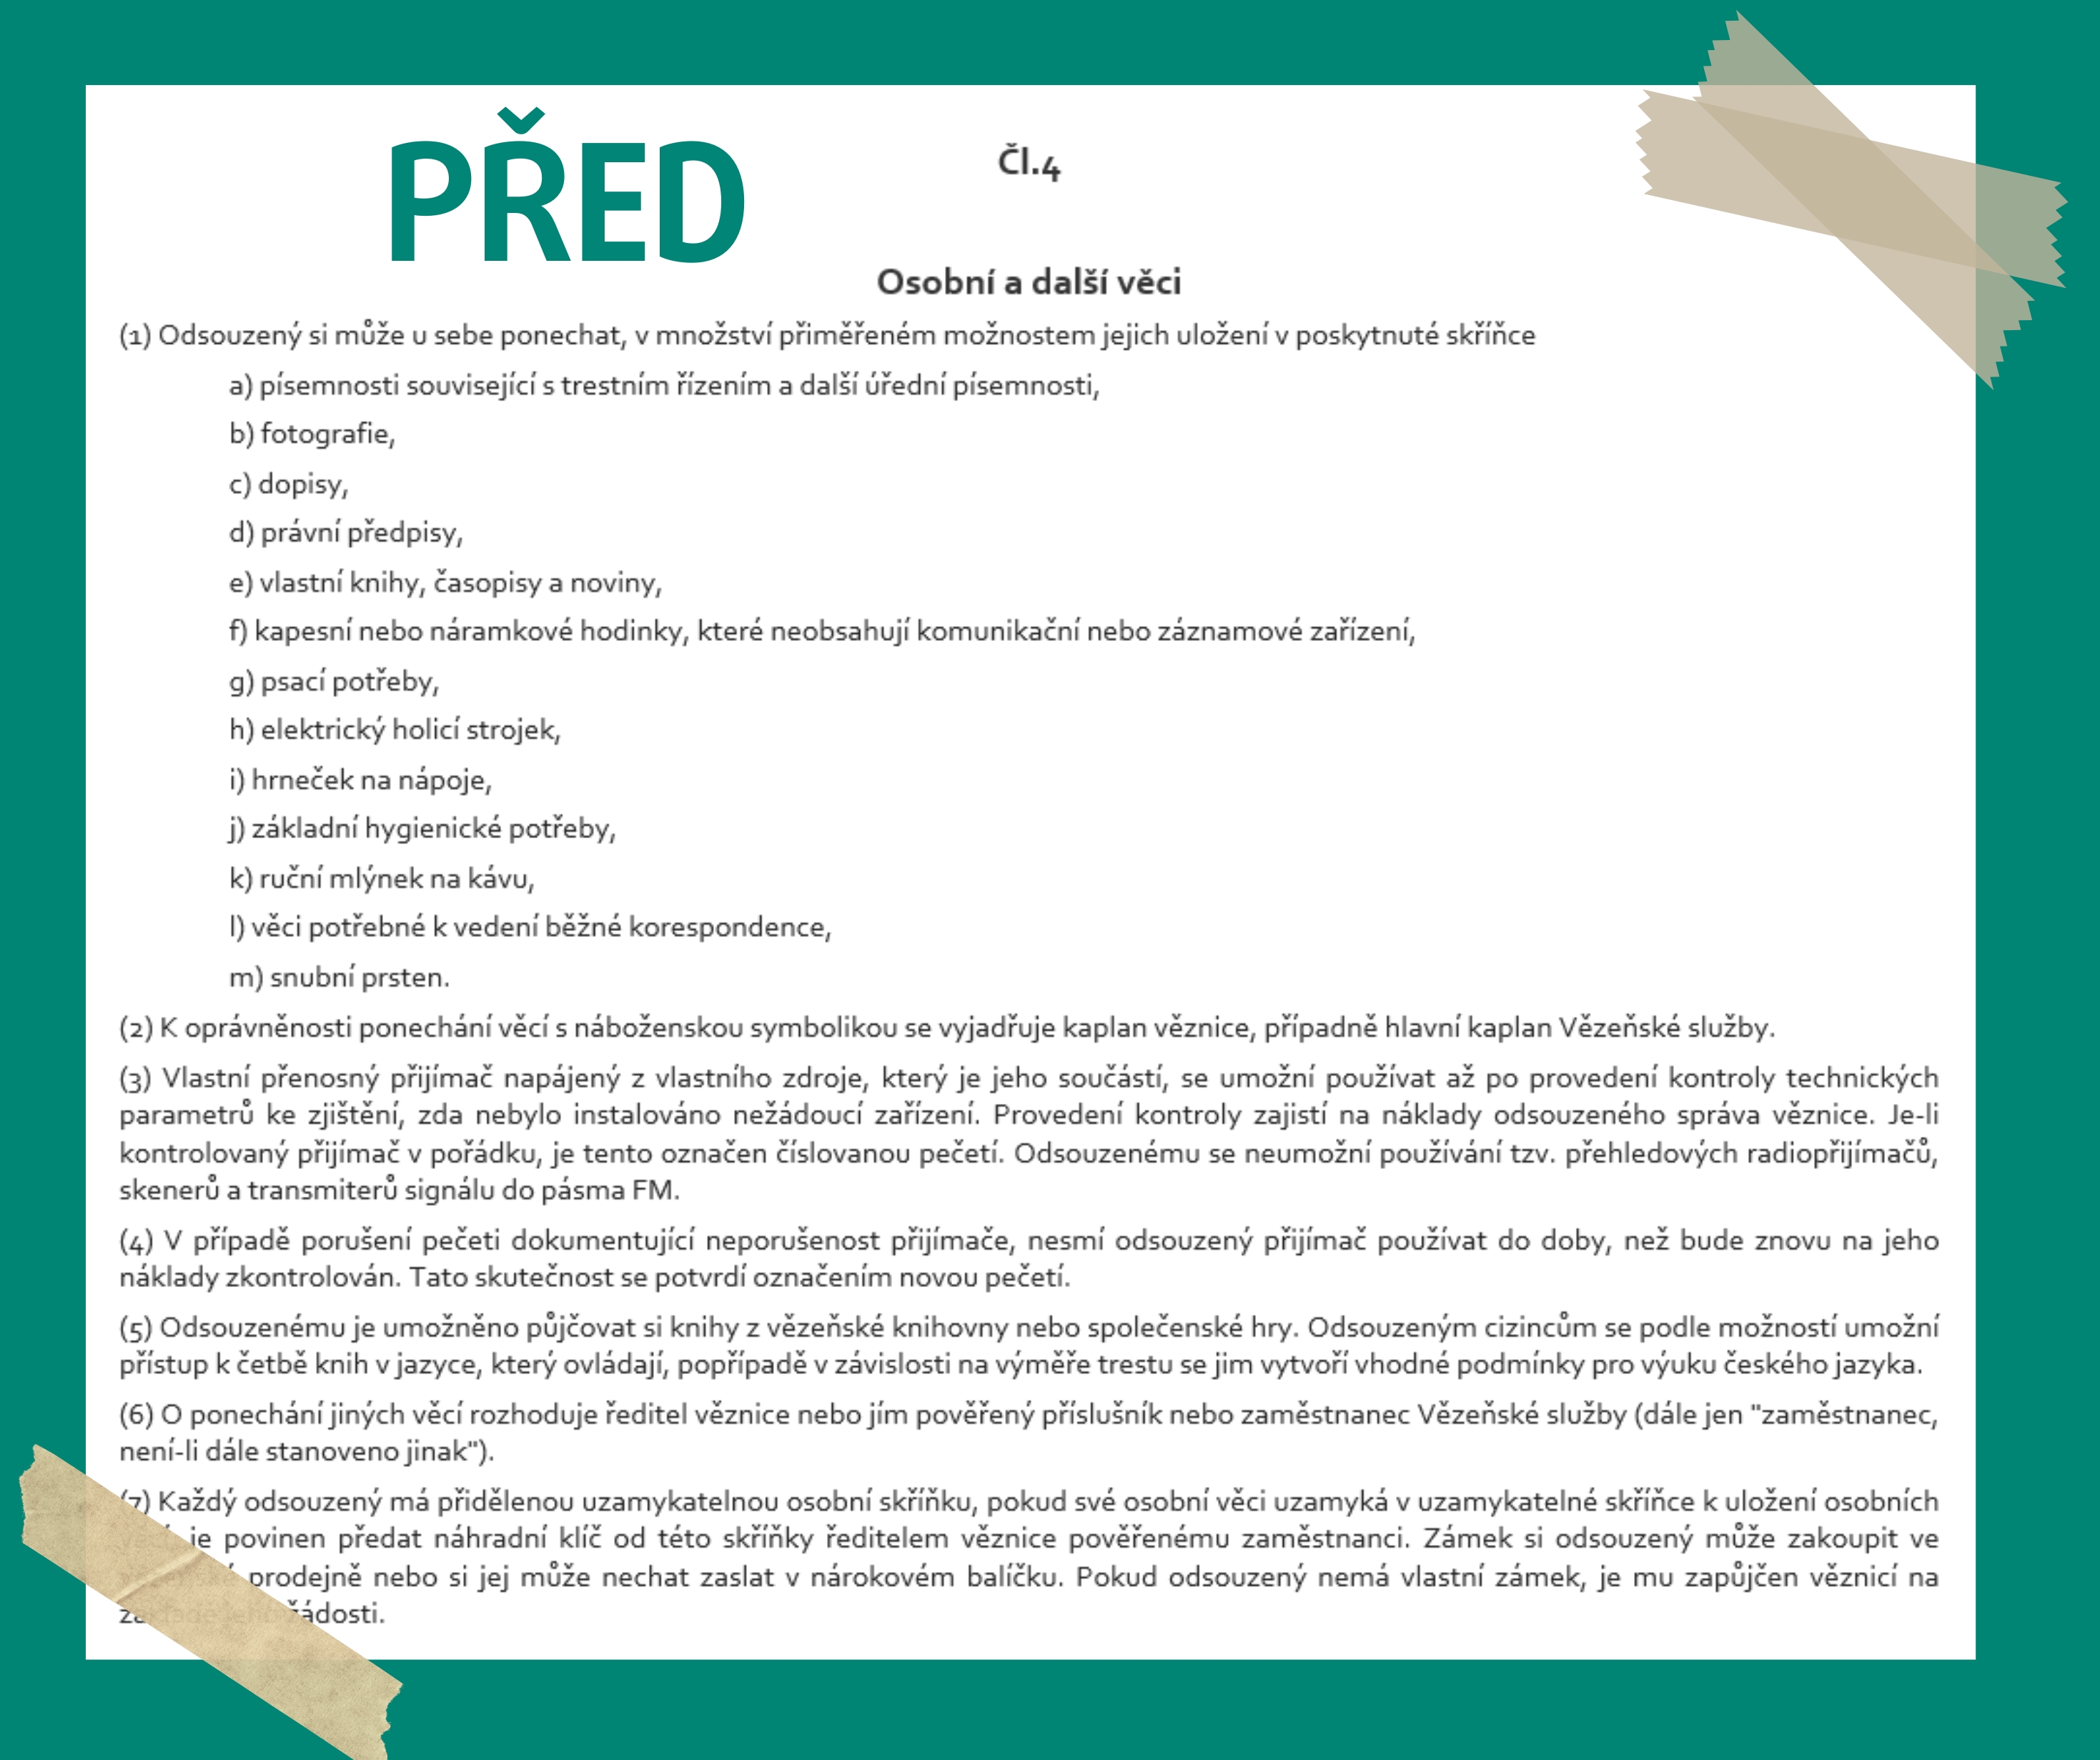 PŘED
Čl.4
Osobní a další věci
(1) Odsouzený si může u sebe ponechat, v množství přiměřeném možnostem jejich uložení v poskytnuté skříňce
a) písemnosti související s trestním řízením a další úřední písemnosti,
b) fotografie,
c) dopisy,
d) právní předpisy,
e) vlastní knihy, časopisy a noviny,
f) kapesní nebo náramkové hodinky, které neobsahují komunikační nebo záznamové zařízení,
g) psací potřeby,
h) elektrický holicí strojek,
i) hrneček na nápoje,
j) základní hygienické potřeby,
k) ruční mlýnek na kávu,
l) věci potřebné k vedení běžné korespondence,
m) snubní prsten.
(2) K oprávněnosti ponechání věcí s náboženskou symbolikou se vyjadřuje kaplan věznice, případně hlavní kaplan Vězeňské služby.
(3) Vlastní přenosný přijímač napájený z vlastního zdroje, který je jeho součástí, se umožní používat až po provedení kontroly technických
parametrů ke zjištění, zda nebylo instalováno nežádoucí zařízení. Provedení kontroly zajistí na náklady odsouzeného správa věznice. Je-li
kontrolovaný přijímač v pořádku, je tento označen číslovanou pečetí. Odsouzenému se neumožní používání tzv. přehledových radiopřijímačů,
skenerů a transmiterů signálu do pásma FM.
(4) V případě porušení pečeti dokumentující neporušenost přijímače, nesmí odsouzený přijímač používat do doby, než bude znovu na jeho
náklady zkontrolován. Tato skutečnost se potvrdí označením novou pečetí.
(5) Odsouzenému je umožněno půjčovat si knihy z vězeňské knihovny nebo společenské hry. Odsouzeným cizincům se podle možností umožní
přístup k četbě knih v jazyce, který ovládají, popřípadě v závislosti na výměře trestu se jim vytvoří vhodné podmínky pro výuku českého jazyka.
(6) O ponechání jiných věcí rozhoduje ředitel věznice nebo jím pověřený příslušník nebo zaměstnanec Vězeňské služby (dále jen "zaměstnanec,
není-li dále stanoveno jinak").
(7) Každý odsouzený má přidělenou uzamykatelnou osobní skříňku, pokud své osobní věci uzamyká v uzamykatelné skříňce k uložení osobních
je povinen předat náhradní klíč od této skříňky ředitelem věznice pověřenému zaměstnanci. Zámek si odsouzený může zakoupit ve
prodejně nebo si jej může nechat zaslat v nárokovém balíčku. Pokud odsouzený nemá vlastní zámek, je mu zapůjčen věznicí na
žádosti.